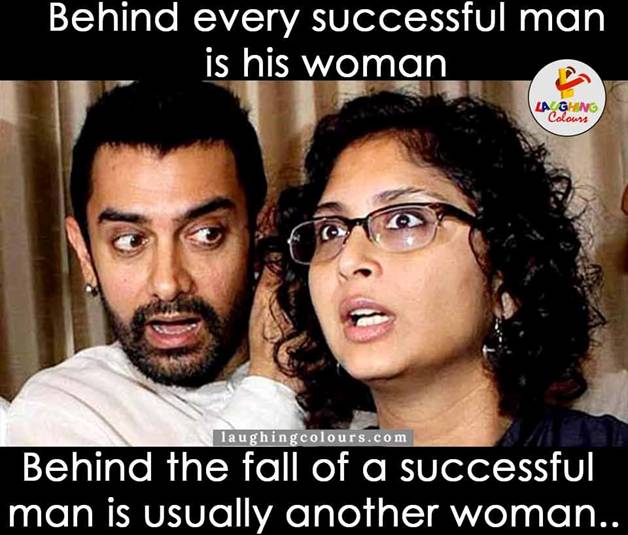 Behind every successful man
is his woman
LAUGHING
Colours
laughingcolours.com
Behind the fall of a successful
man is usually another woman..